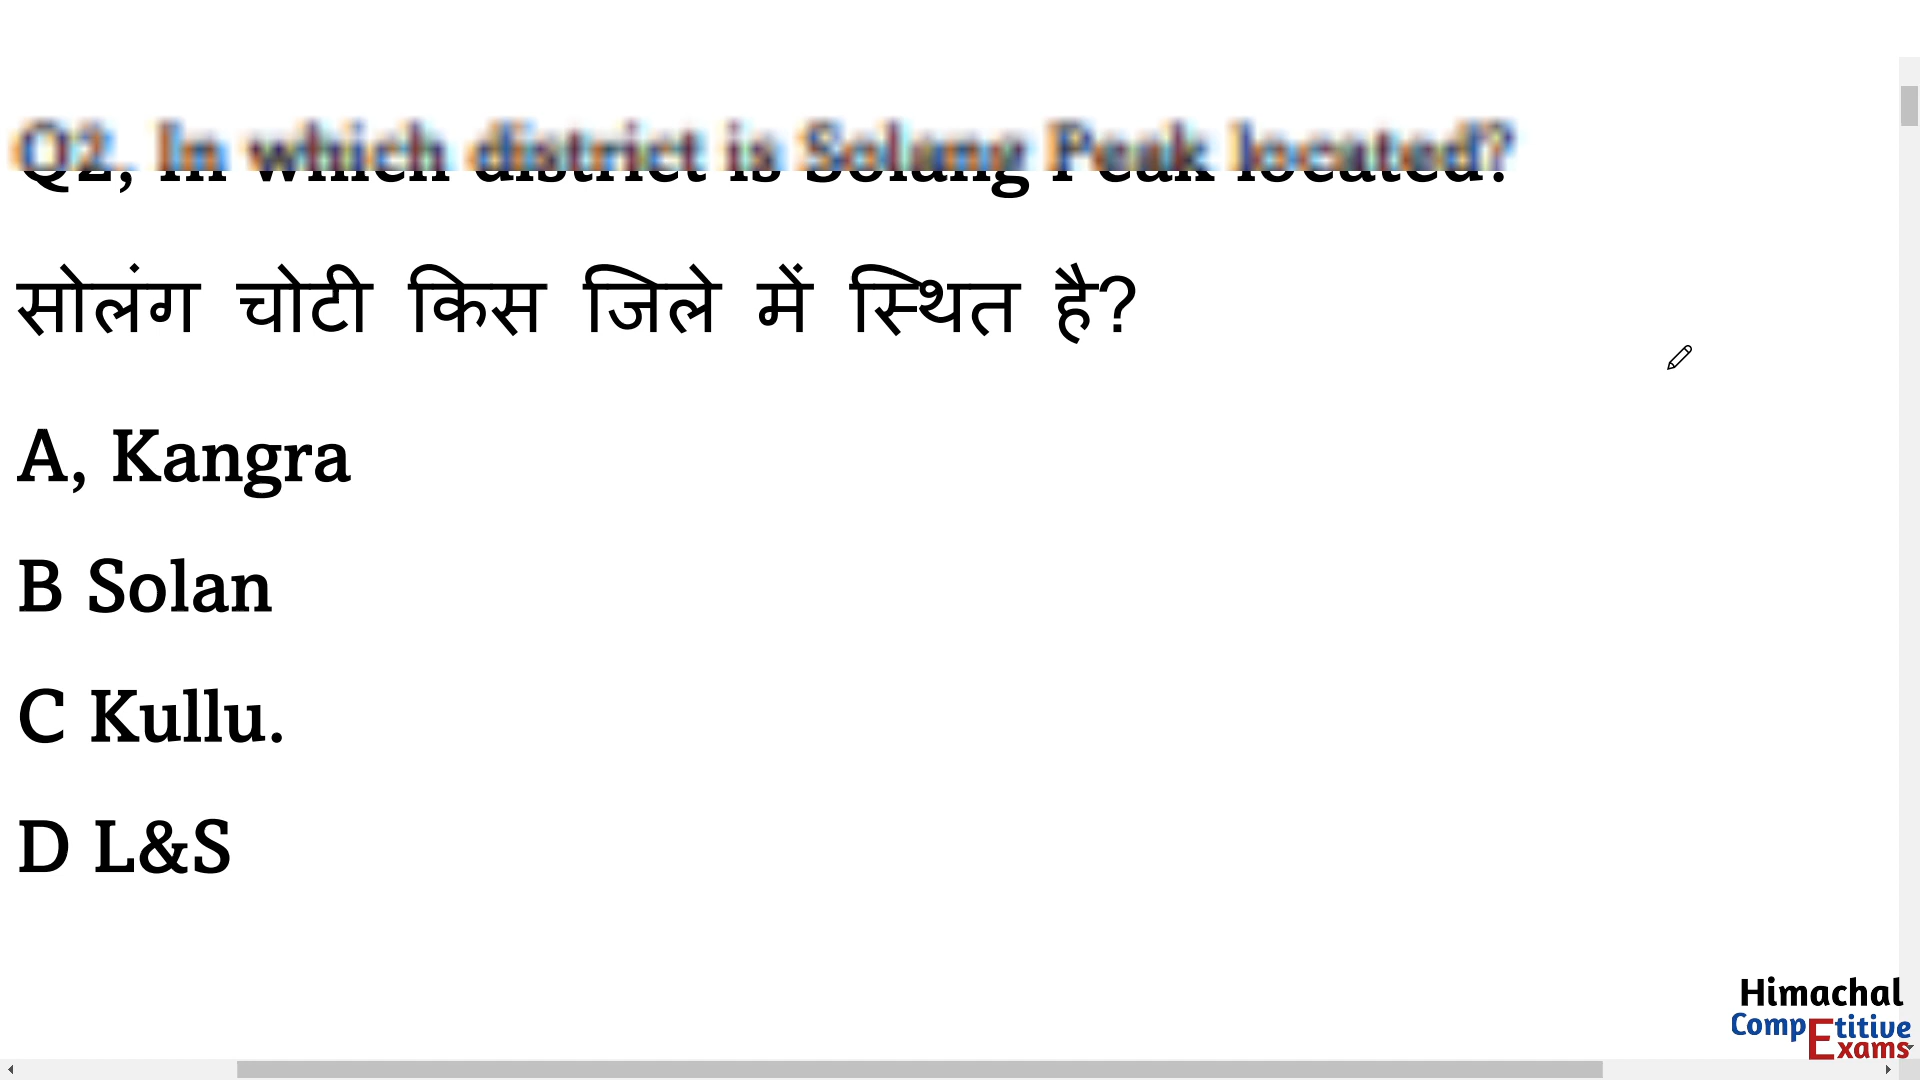 Q2, In which district is Solang Peak located?
सोलंग चोटी किस जिले में स्थित है?
A, Kangra
B Solan
C Kullu.
D L&S
Himachal
CompEtitive
Exams